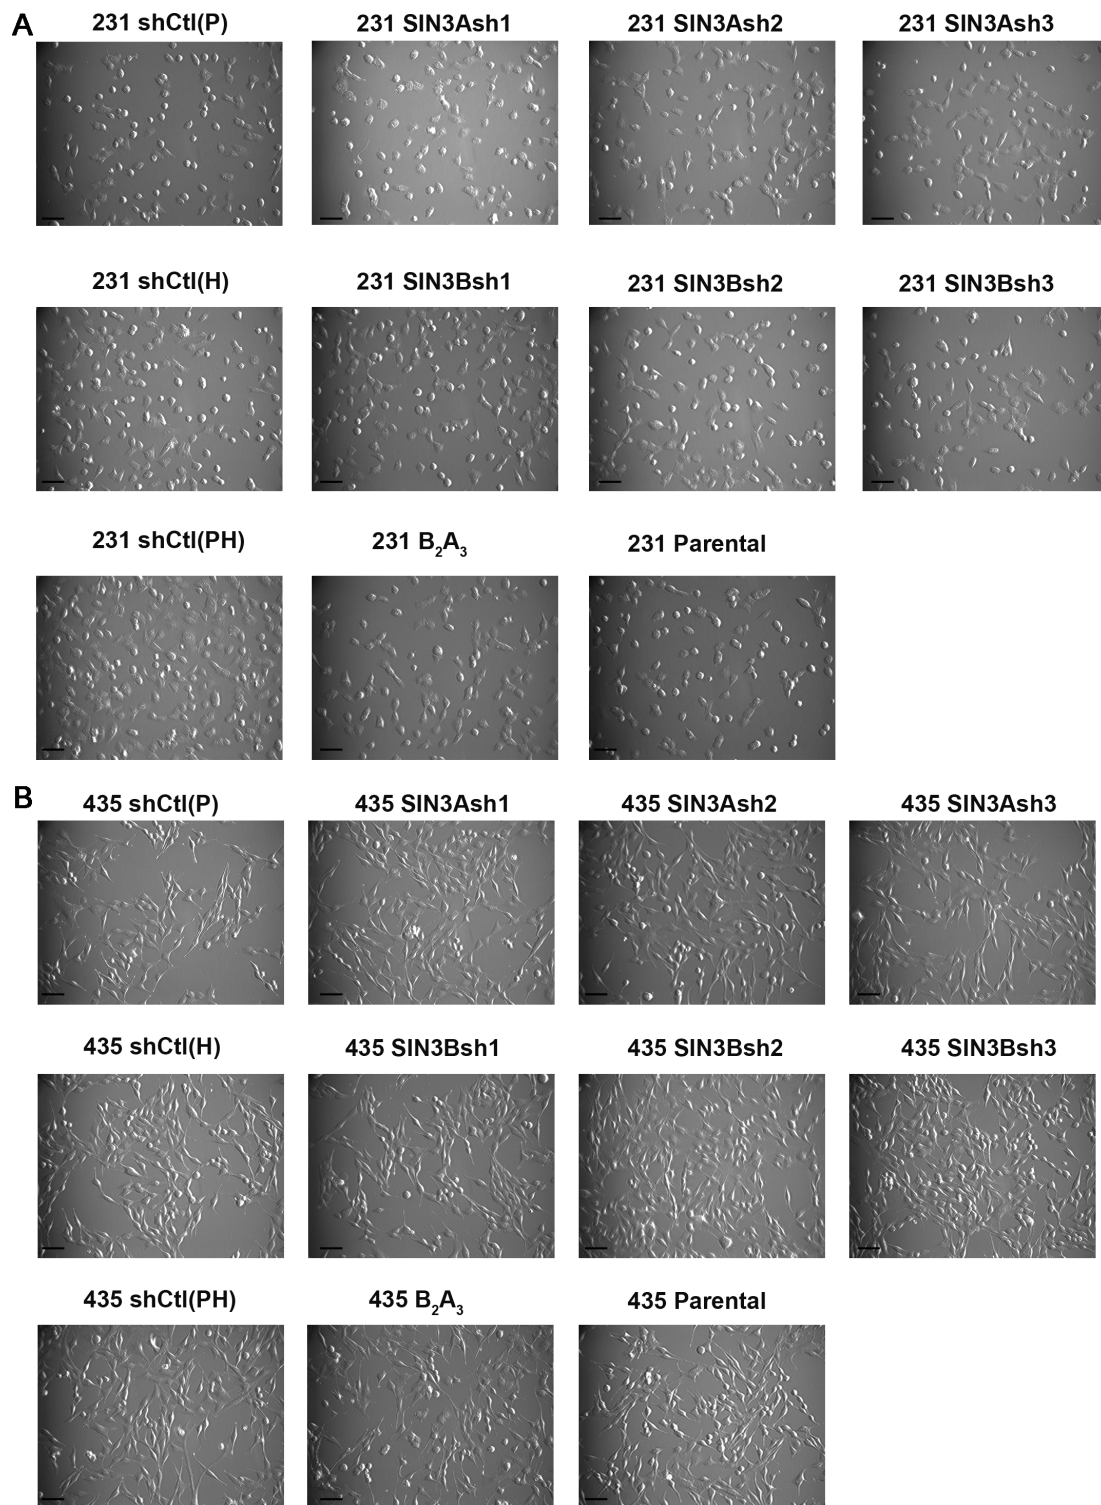 A
231 shCtl(P) 231 SIN3Ash1 231 SIN3Ash2 231 SIN3Ash3
231 shCtl(H) 231 SIN3Bsh1 231 SIN3Bsh2 231 SIN3Bsh3
231 shCtl(PH) 231 B₂A₃ 231 Parental
B
435 shCtl(P) 435 SIN3Ash1 435 SIN3Ash2 435 SIN3Ash3
435 shCtl(H) 435 SIN3Bsh1 435 SIN3Bsh2 435 SIN3Bsh3
435 shCtl(PH) 435 B₂A₃ 435 Parental